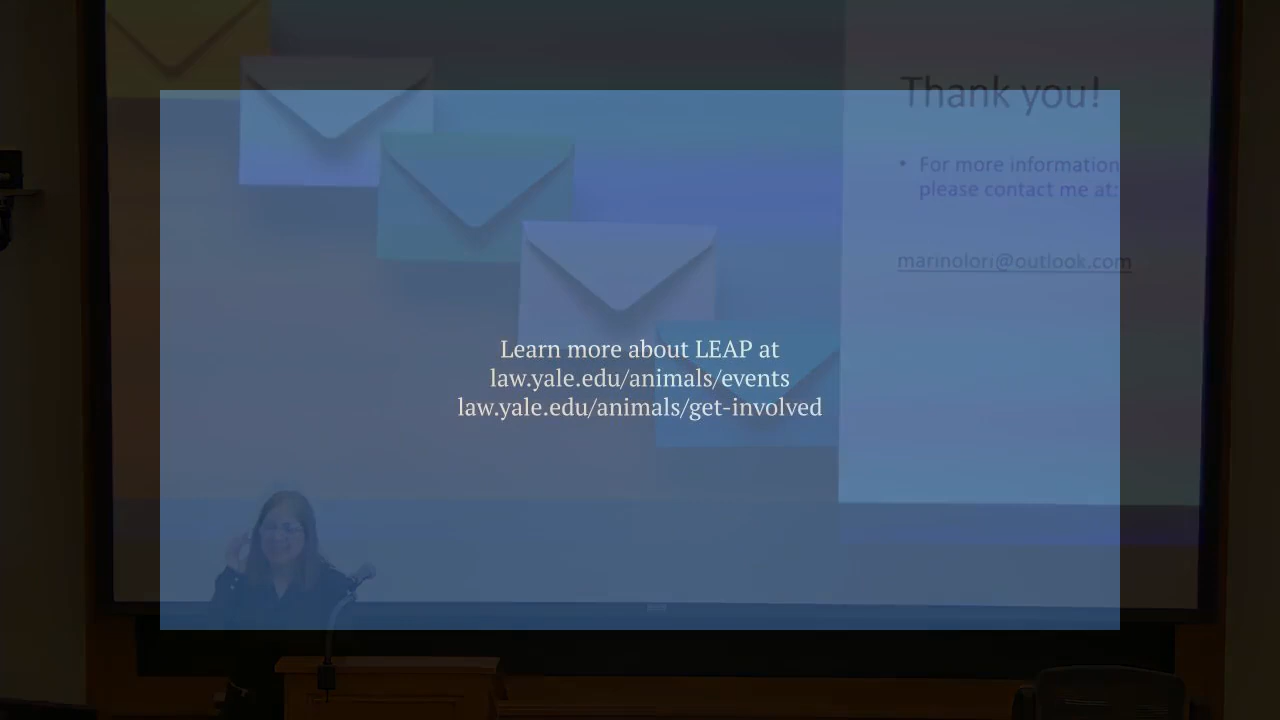 Thank you!
• For more information
please contact me at:
marinolori@outlook.com
Learn more about LEAP at
law.yale.edu/animals/events
law.yale.edu/animals/get-involved